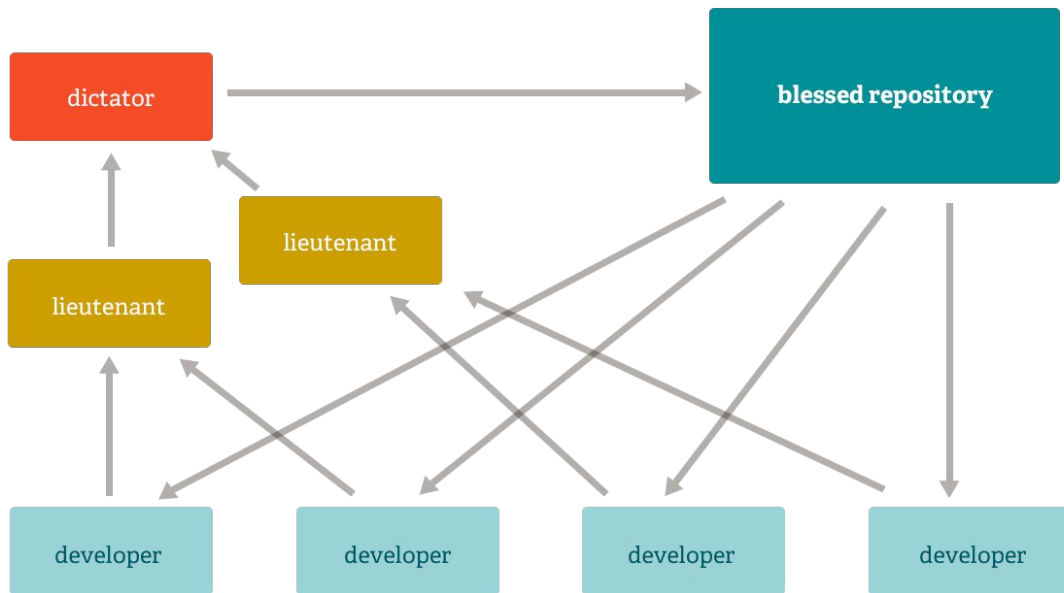 dictator
blessed repository
lieutenant
lieutenant
developer
developer
developer
developer